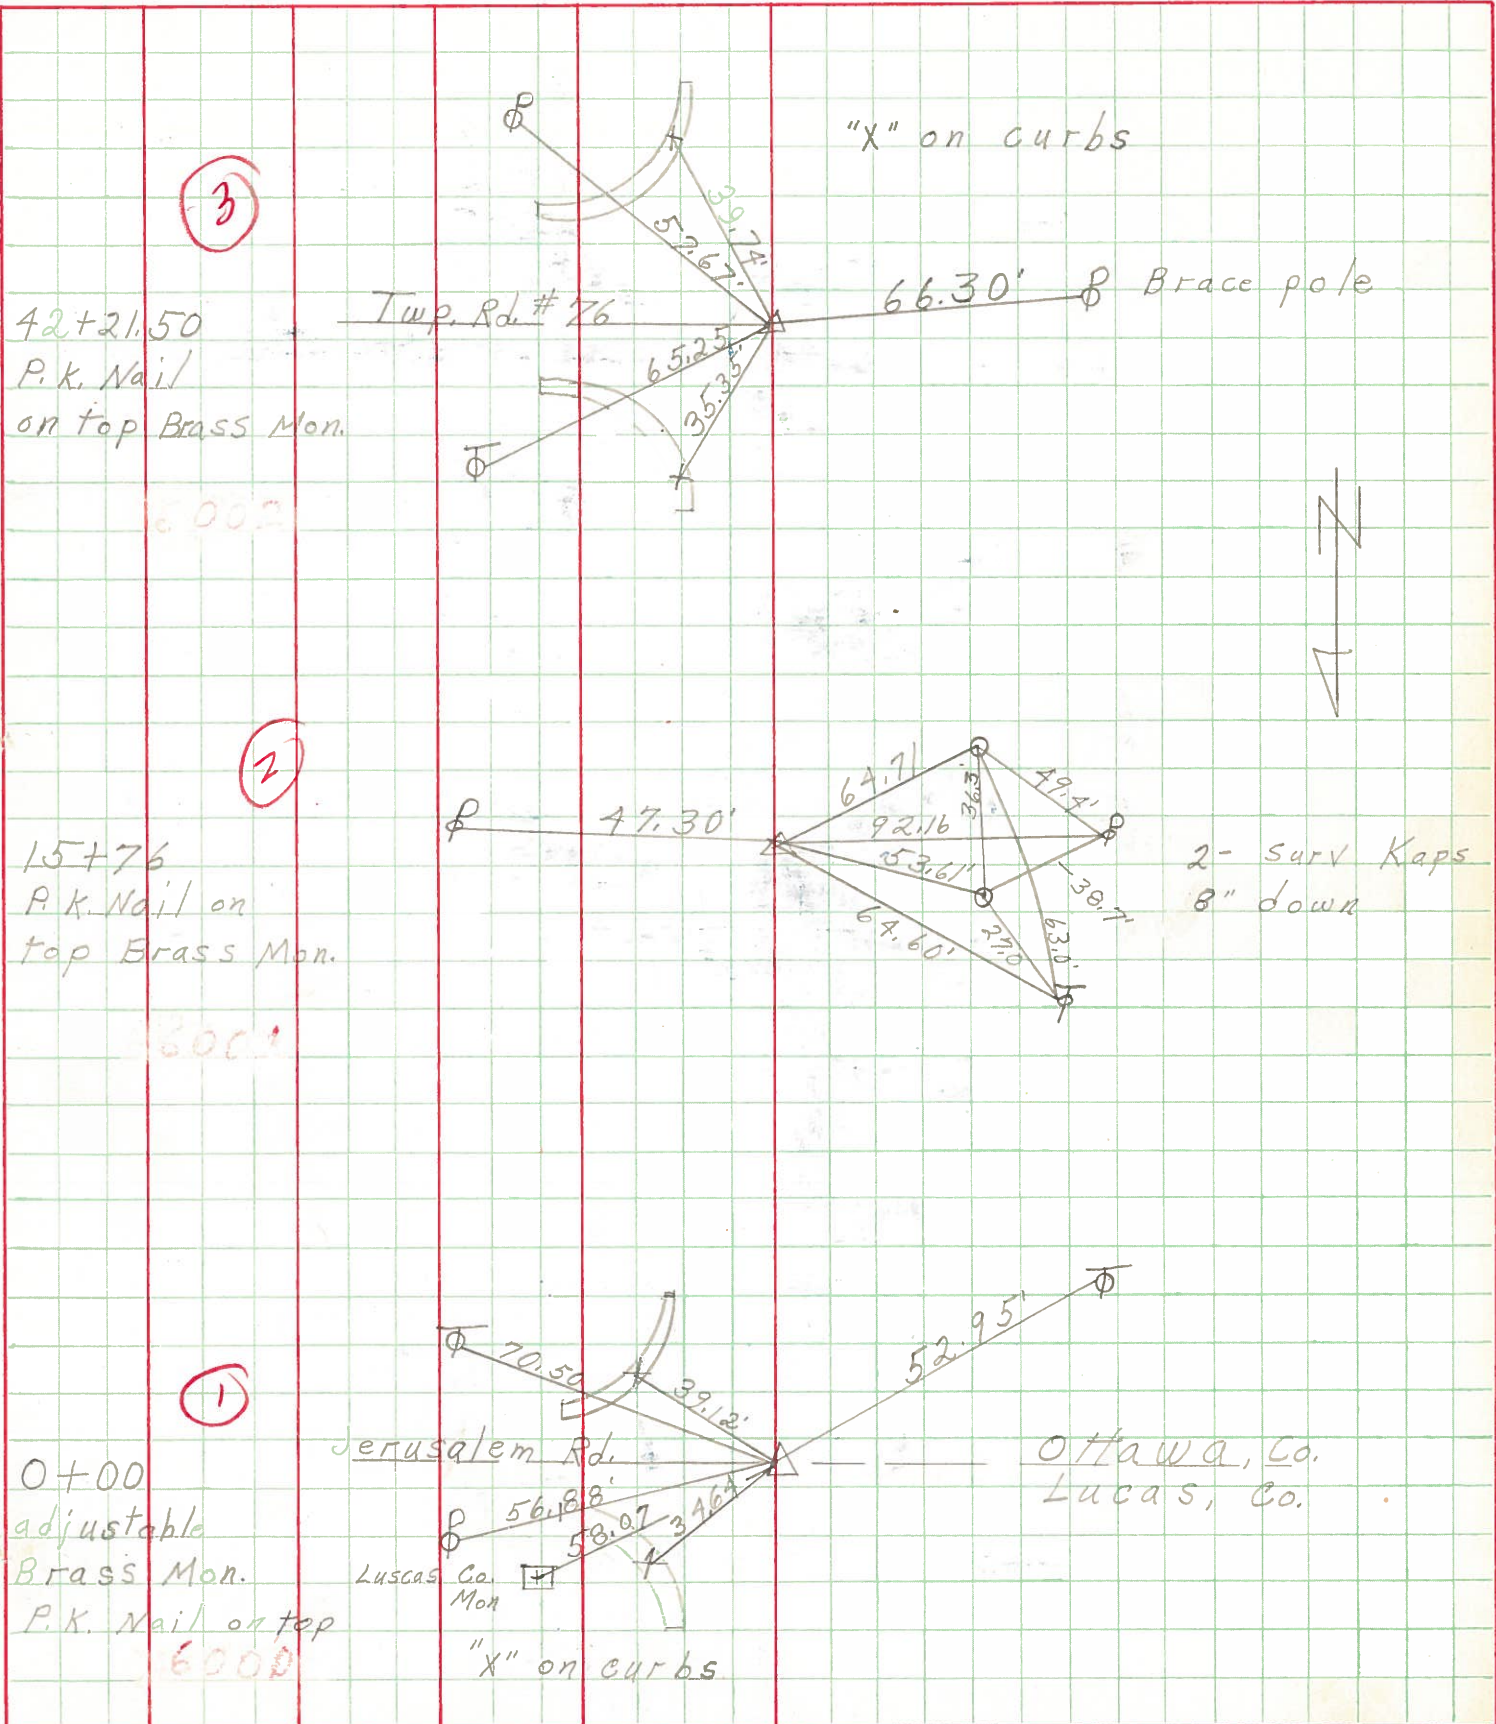 "X" on curbs
3
39.74'
57.67'
Twp. Rd. # 76
66.30'
Brace pole
42+21.50
P.K. Nail
on top Brass Mon.
65.25
35.35'
6002
N
2
64.71
36.3'
49.4'
47.30'
92.16
53.61'
38.7'
15+76
P.K. Nail on
top Brass Mon.
2- Surv Kaps
8" down
64.60'
27.0
63.0'
6001
52.95'
70.50
39.12'
1
Jerusalem Rd.
Ottawa, Co.
Lucas, Co.
0+00
adjustable
Brass Mon.
P.K. Nail on top
56.88'
58.07
34.64
Luscas Co.
Mon
6000
"X" on curbs